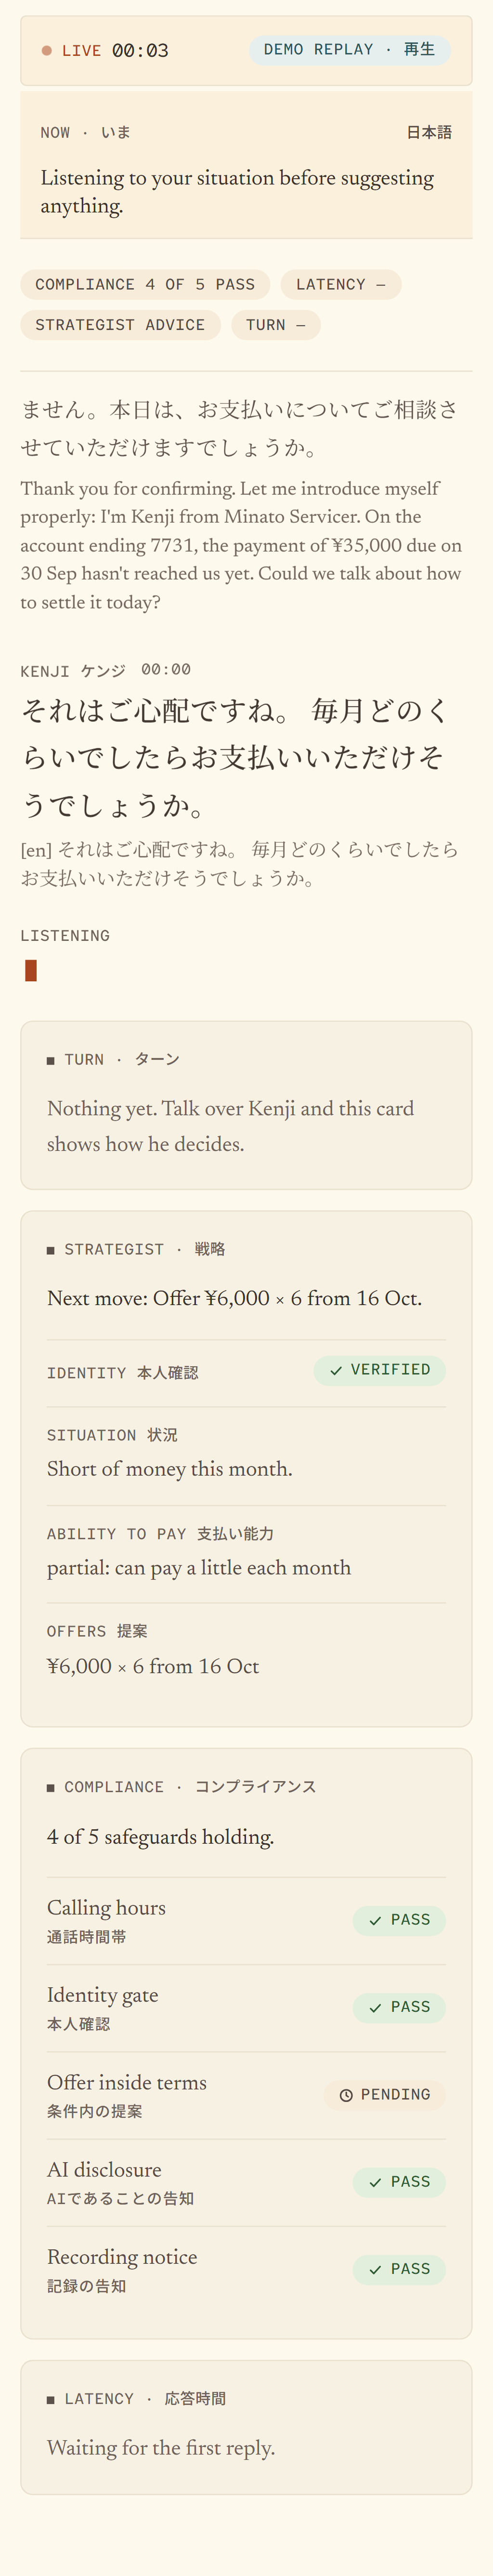 LIVE 00:03
DEMO REPLAY · 再生
NOW · いま
日本語
Listening to your situation before suggesting
anything.
COMPLIANCE 4 OF 5 PASS
LATENCY —
STRATEGIST ADVICE
TURN —
ません。本日は、お支払いについてご相談さ
せていただけますでしょうか。
Thank you for confirming. Let me introduce myself
properly: I'm Kenji from Minato Servicer. On the
account ending 7731, the payment of ¥35,000 due on
30 Sep hasn't reached us yet. Could we talk about how
to settle it today?
KENJI ケンジ 00:00
それはご心配ですね。 毎月どのく
らいでしたらお支払いいただけそ
うでしょうか。
[en] それはご心配ですね。 毎月どのくらいでしたら
お支払いいただけそうでしょうか。
LISTENING
TURN · ターン
Nothing yet. Talk over Kenji and this card
shows how he decides.
STRATEGIST · 戦略
Next move: Offer ¥6,000 × 6 from 16 Oct.
IDENTITY 本人確認
VERIFIED
SITUATION 状況
Short of money this month.
ABILITY TO PAY 支払い能力
partial: can pay a little each month
OFFERS 提案
¥6,000 × 6 from 16 Oct
COMPLIANCE · コンプライアンス
4 of 5 safeguards holding.
Calling hours
通話時間帯
PASS
Identity gate
本人確認
PASS
Offer inside terms
条件内の提案
PENDING
AI disclosure
AIであることの告知
PASS
Recording notice
記録の告知
PASS
LATENCY · 応答時間
Waiting for the first reply.